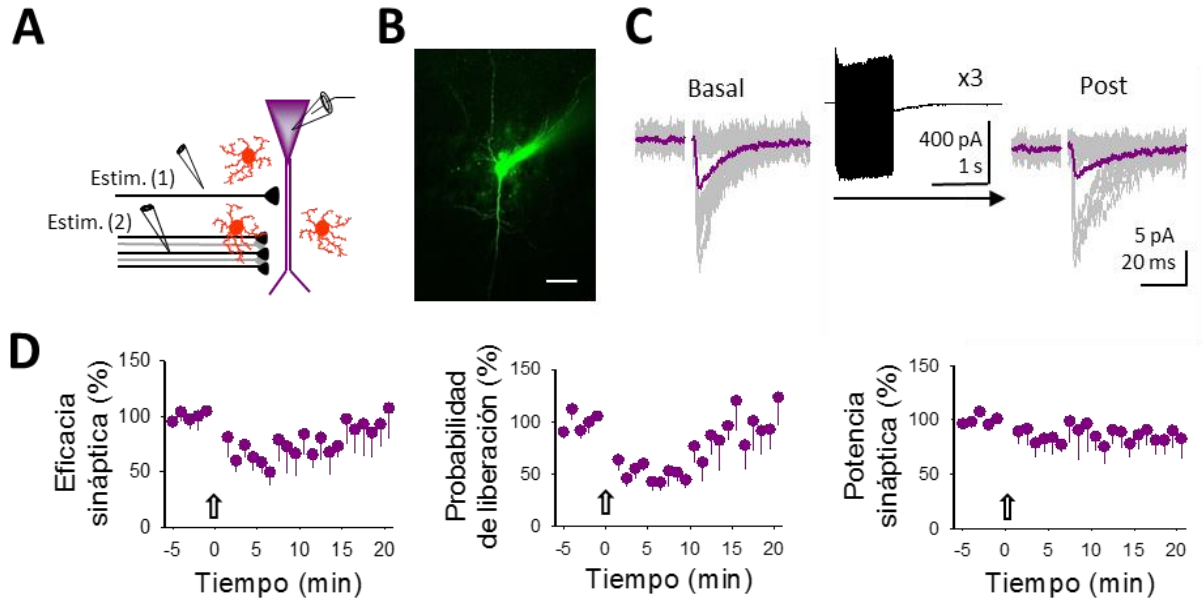 A
B
C
Estim. (1)
Estim. (2)
Basal
x3
400 pA
1 s
Post
5 pA
20 ms
D
Eficacia
sináptica (%)
150
100
50
0
-5 0 5 10 15 20
Tiempo (min)
Probabilidad
de liberación (%)
150
100
50
0
-5 0 5 10 15 20
Tiempo (min)
Potencia
sináptica (%)
150
100
50
0
-5 0 5 10 15 20
Tiempo (min)